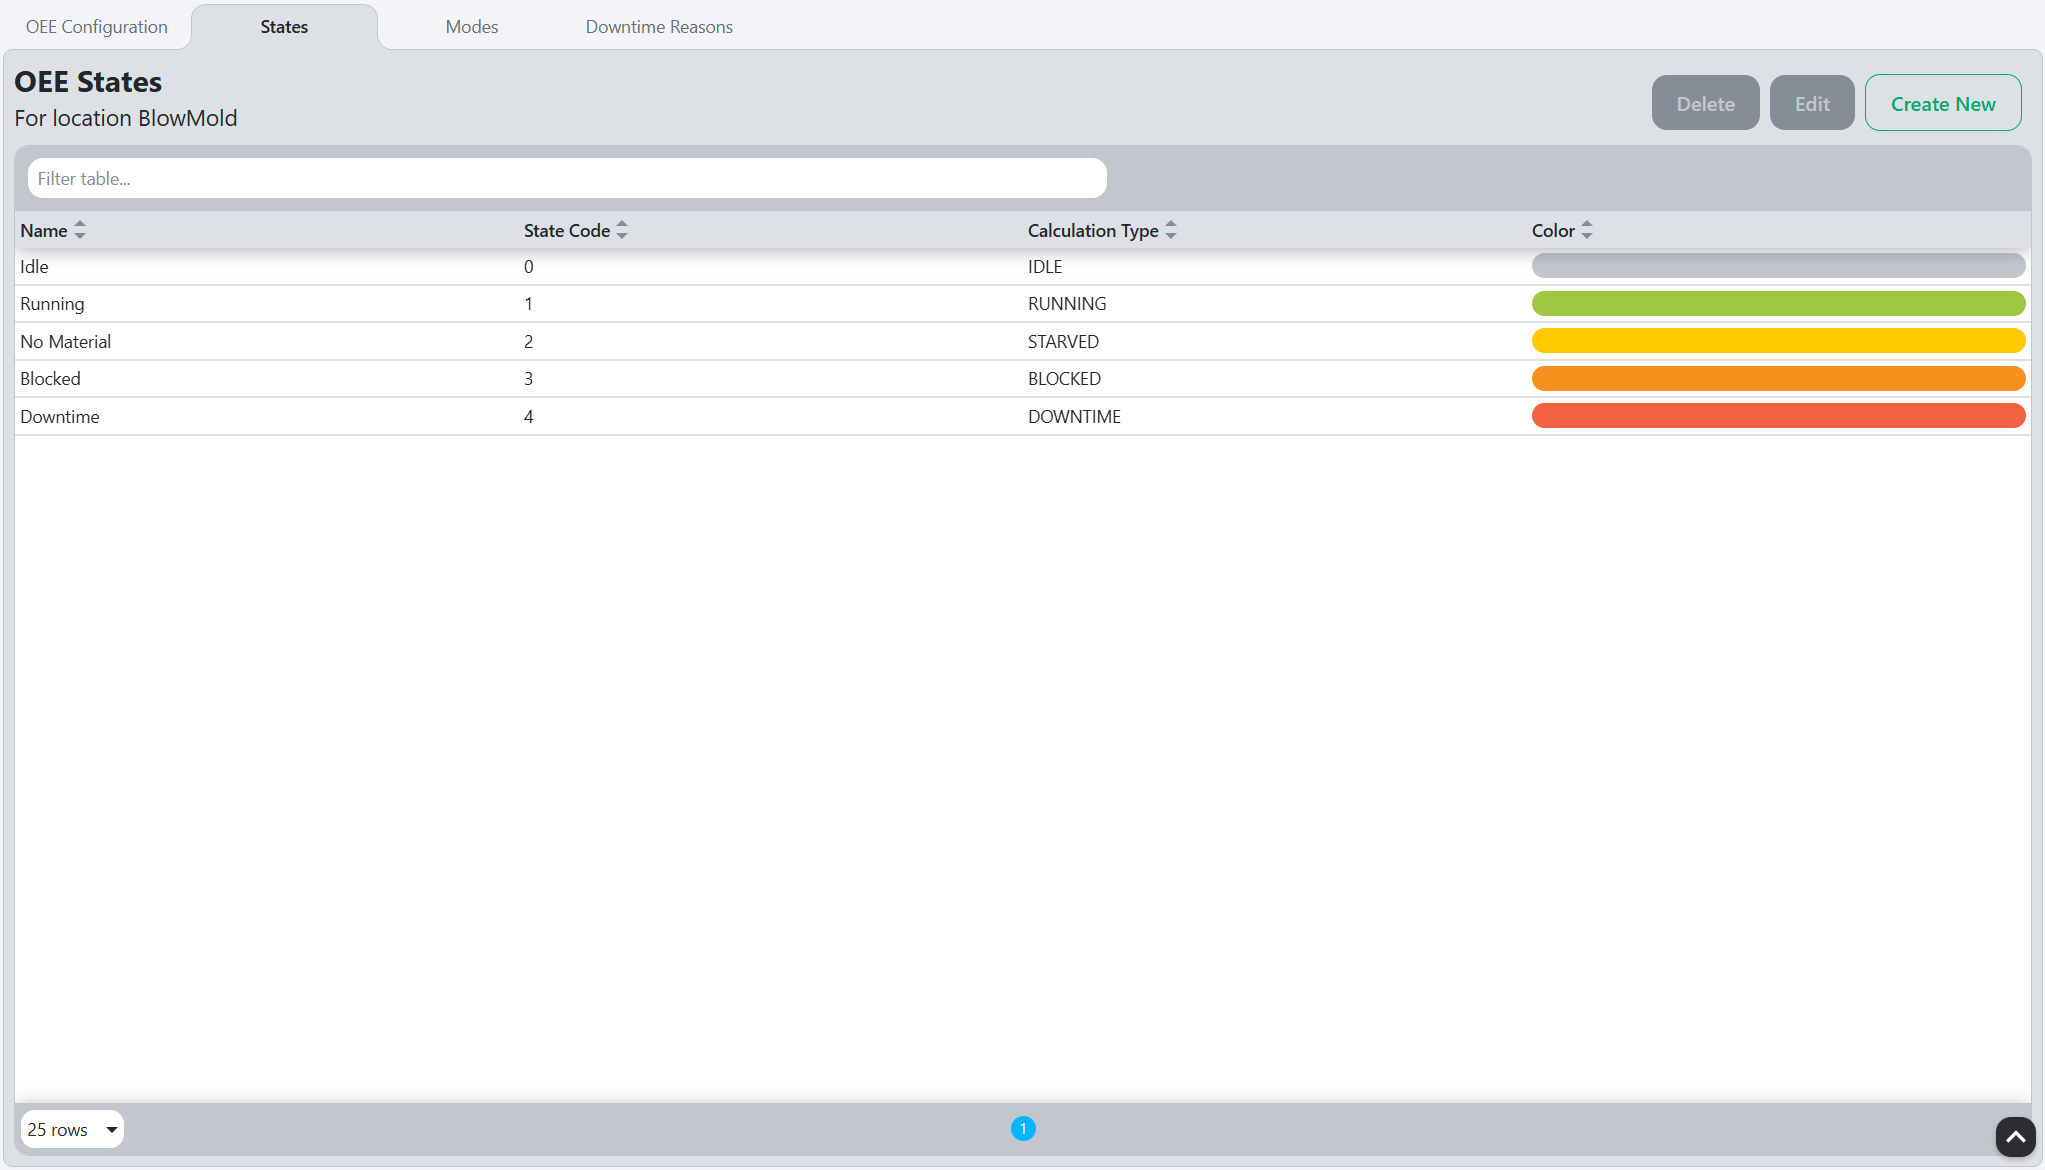 OEE Configuration States Modes Downtime Reasons
OEE States
For location BlowMold
Delete Edit Create New
Filter table...
Name State Code Calculation Type Color
Idle 0 IDLE
Running 1 RUNNING
No Material 2 STARVED
Blocked 3 BLOCKED
Downtime 4 DOWNTIME
25 rows 1